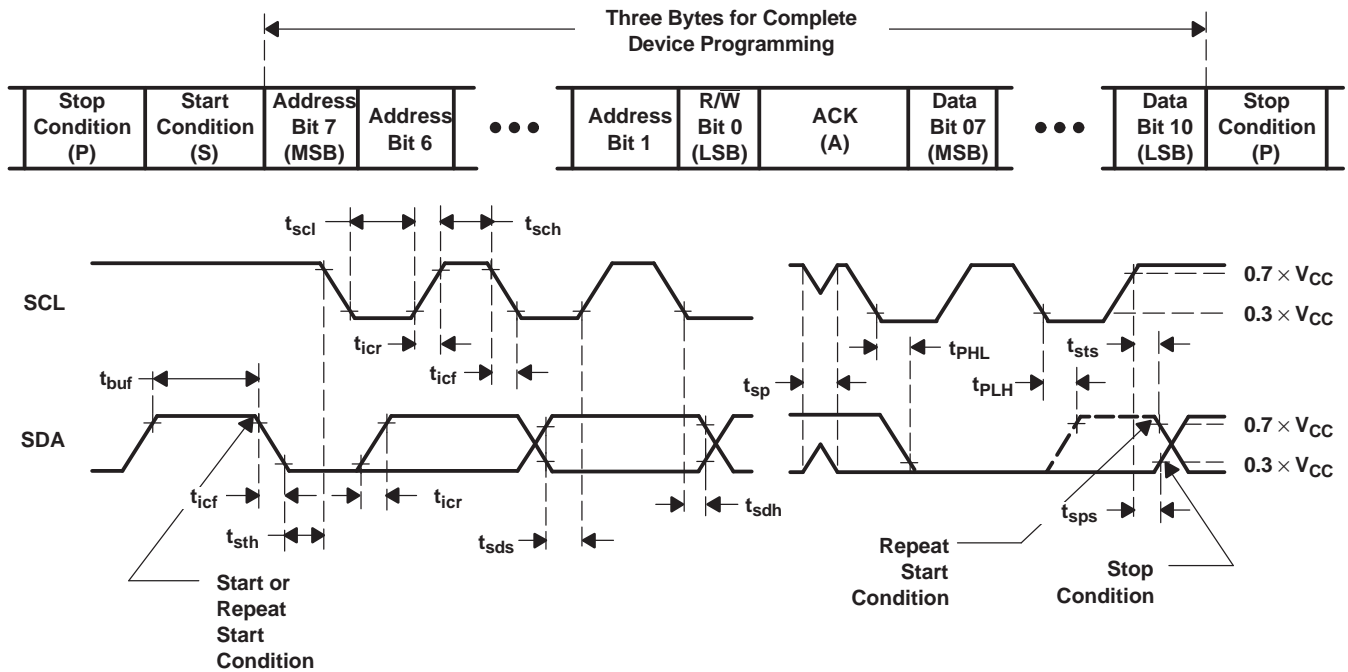 Three Bytes for Complete
Device Programming
Stop
Condition
(P)
Start
Condition
(S)
Address
Bit 7
(MSB)
Address
Bit 6
•••
Address
Bit 1
R/W̅
Bit 0
(LSB)
ACK
(A)
Data
Bit 07
(MSB)
•••
Data
Bit 10
(LSB)
Stop
Condition
(P)
tscl
tsch
SCL
0.7 × VCC
0.3 × VCC
ticr
ticf
tPHL
tsts
tbuf
tsp
tPLH
SDA
0.7 × VCC
0.3 × VCC
ticf
ticr
tsdh
tsth
tsds
tsps
Start or
Repeat
Start
Condition
Repeat
Start
Condition
Stop
Condition